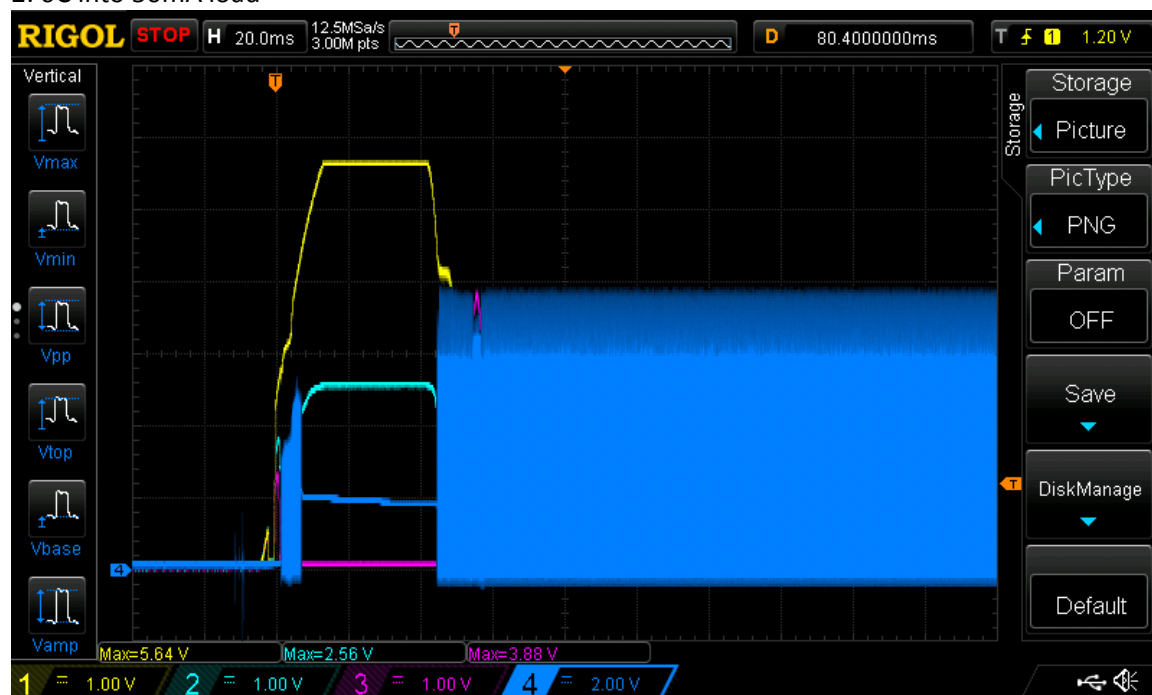 RIGOL STOP H 20.0ms 12.5MSa/s 3.00M pts T D 80.4000000ms T 1 1.20 V
Vertical
Vmax
Vmin
Vpp
Vtop
Vbase
Vamp
T
4
T
Storage
Storage
Picture
PicType
PNG
Param
OFF
Save
DiskManage
Default
Max=5.64 V Max=2.56 V Max=3.88 V
1 = 1.00 V 2 = 1.00 V 3 = 1.00 V 4 = 2.00 V